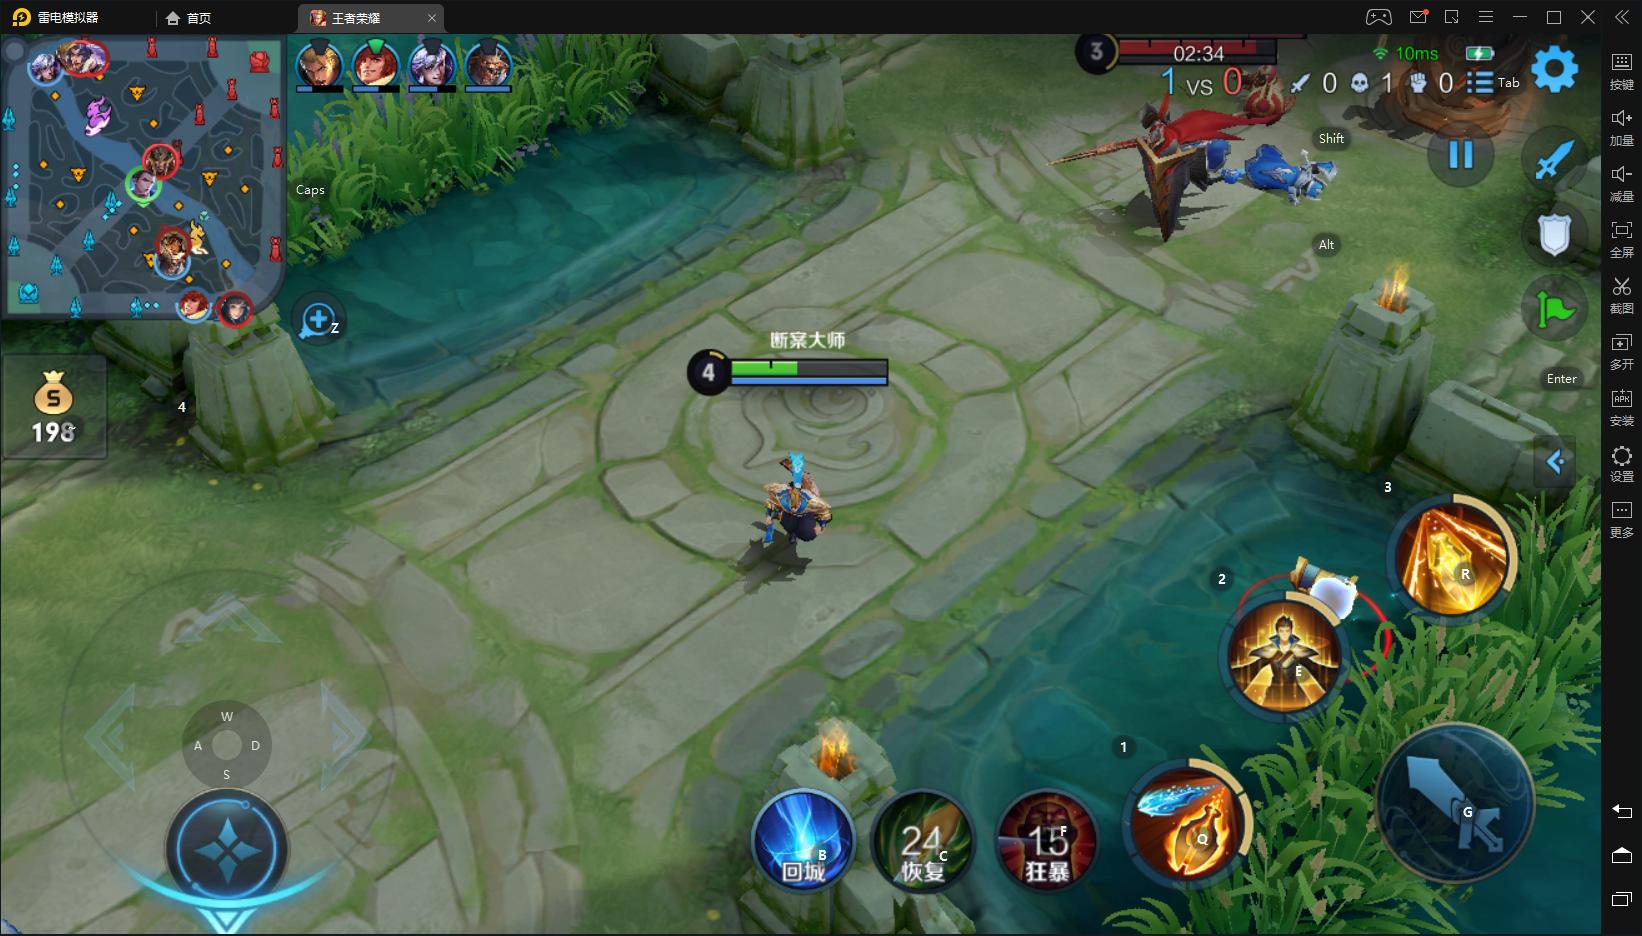 雷电模拟器
首页
王者荣耀
3
02:34
10ms
1 vs 0
0
1
0
Tab
按键
加量
减量
全屏
截图
多开
安装
APK
设置
更多
Shift
Caps
Alt
Z
断案大师
4
Enter
198
4
3
R
2
E
W
A
D
S
1
G
B
回城
24
C
恢复
15
F
狂暴
Q